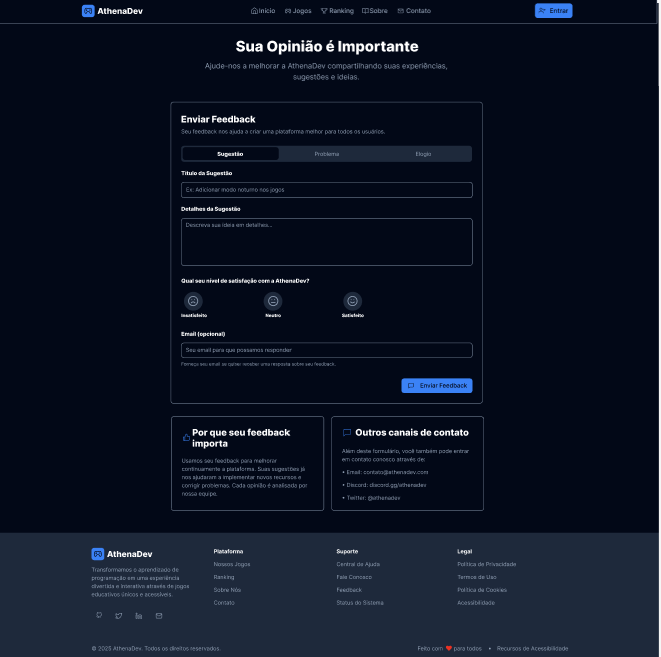 AthenaDev
Início Jogos Ranking Sobre Contato
Entrar
Sua Opinião é Importante
Ajude-nos a melhorar a AthenaDev compartilhando suas experiências,
sugestões e ideias.
Enviar Feedback
Seu feedback nos ajuda a criar uma plataforma melhor para todos os usuários.
Sugestão Problema Elogio
Título da Sugestão
Ex: Adicionar modo noturno nos jogos
Detalhes da Sugestão
Descreva sua ideia em detalhes...
Qual seu nível de satisfação com a AthenaDev?
Insatisfeito Neutro Satisfeito
Email (opcional)
Seu email para que possamos responder
Forneça seu email se quiser receber uma resposta sobre seu feedback.
Enviar Feedback
Por que seu feedback
importa
Usamos seu feedback para melhorar
continuamente a plataforma. Suas sugestões já
nos ajudaram a implementar novos recursos e
corrigir problemas. Cada opinião é analisada por
nossa equipe.
Outros canais de contato
Além deste formulário, você também pode entrar
em contato conosco através de:
• Email: contato@athenadev.com
• Discord: discord.gg/athenadev
• Twitter: @athenadev
AthenaDev
Transformamos o aprendizado de
programação em uma experiência
divertida e interativa através de jogos
educativos únicos e acessíveis.
Plataforma
Nossos Jogos
Ranking
Sobre Nós
Contato
Suporte
Central de Ajuda
Fale Conosco
Feedback
Status do Sistema
Legal
Política de Privacidade
Termos de Uso
Política de Cookies
Acessibilidade
© 2025 AthenaDev. Todos os direitos reservados.
Feito com ❤️ para todos • Recursos de Acessibilidade